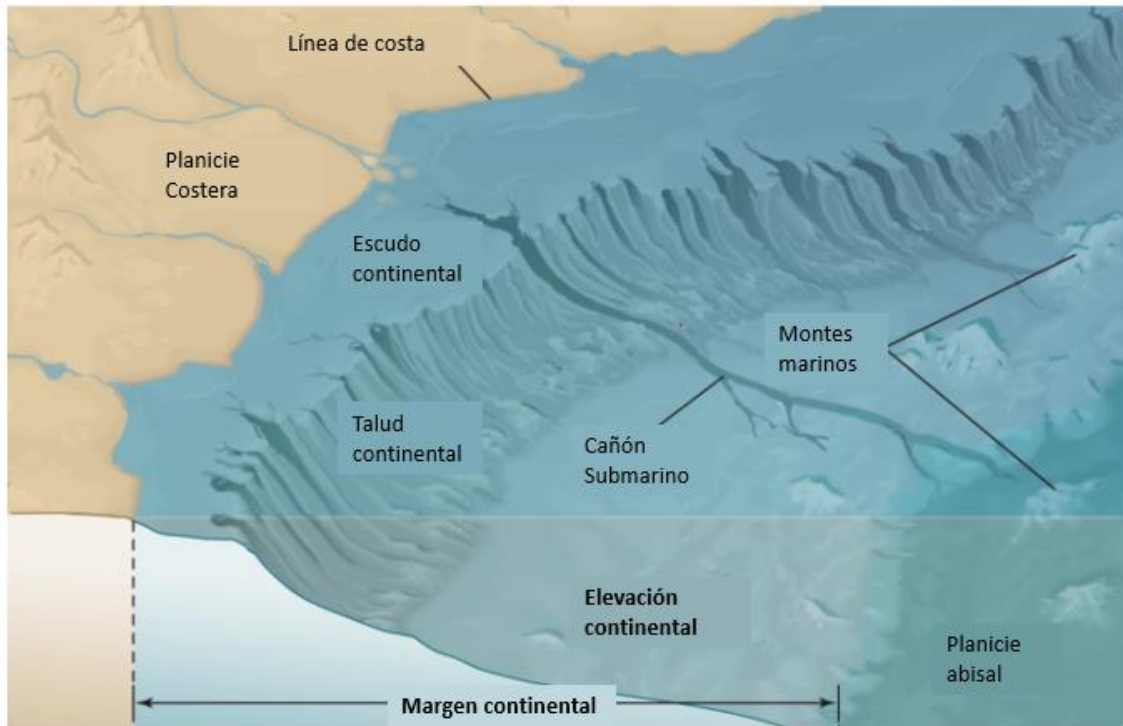 Línea de costa
Planicie
Costera
Escudo
continental
Montes
marinos
Talud
continental
Cañón
Submarino
Elevación
continental
Planicie
abisal
Margen continental